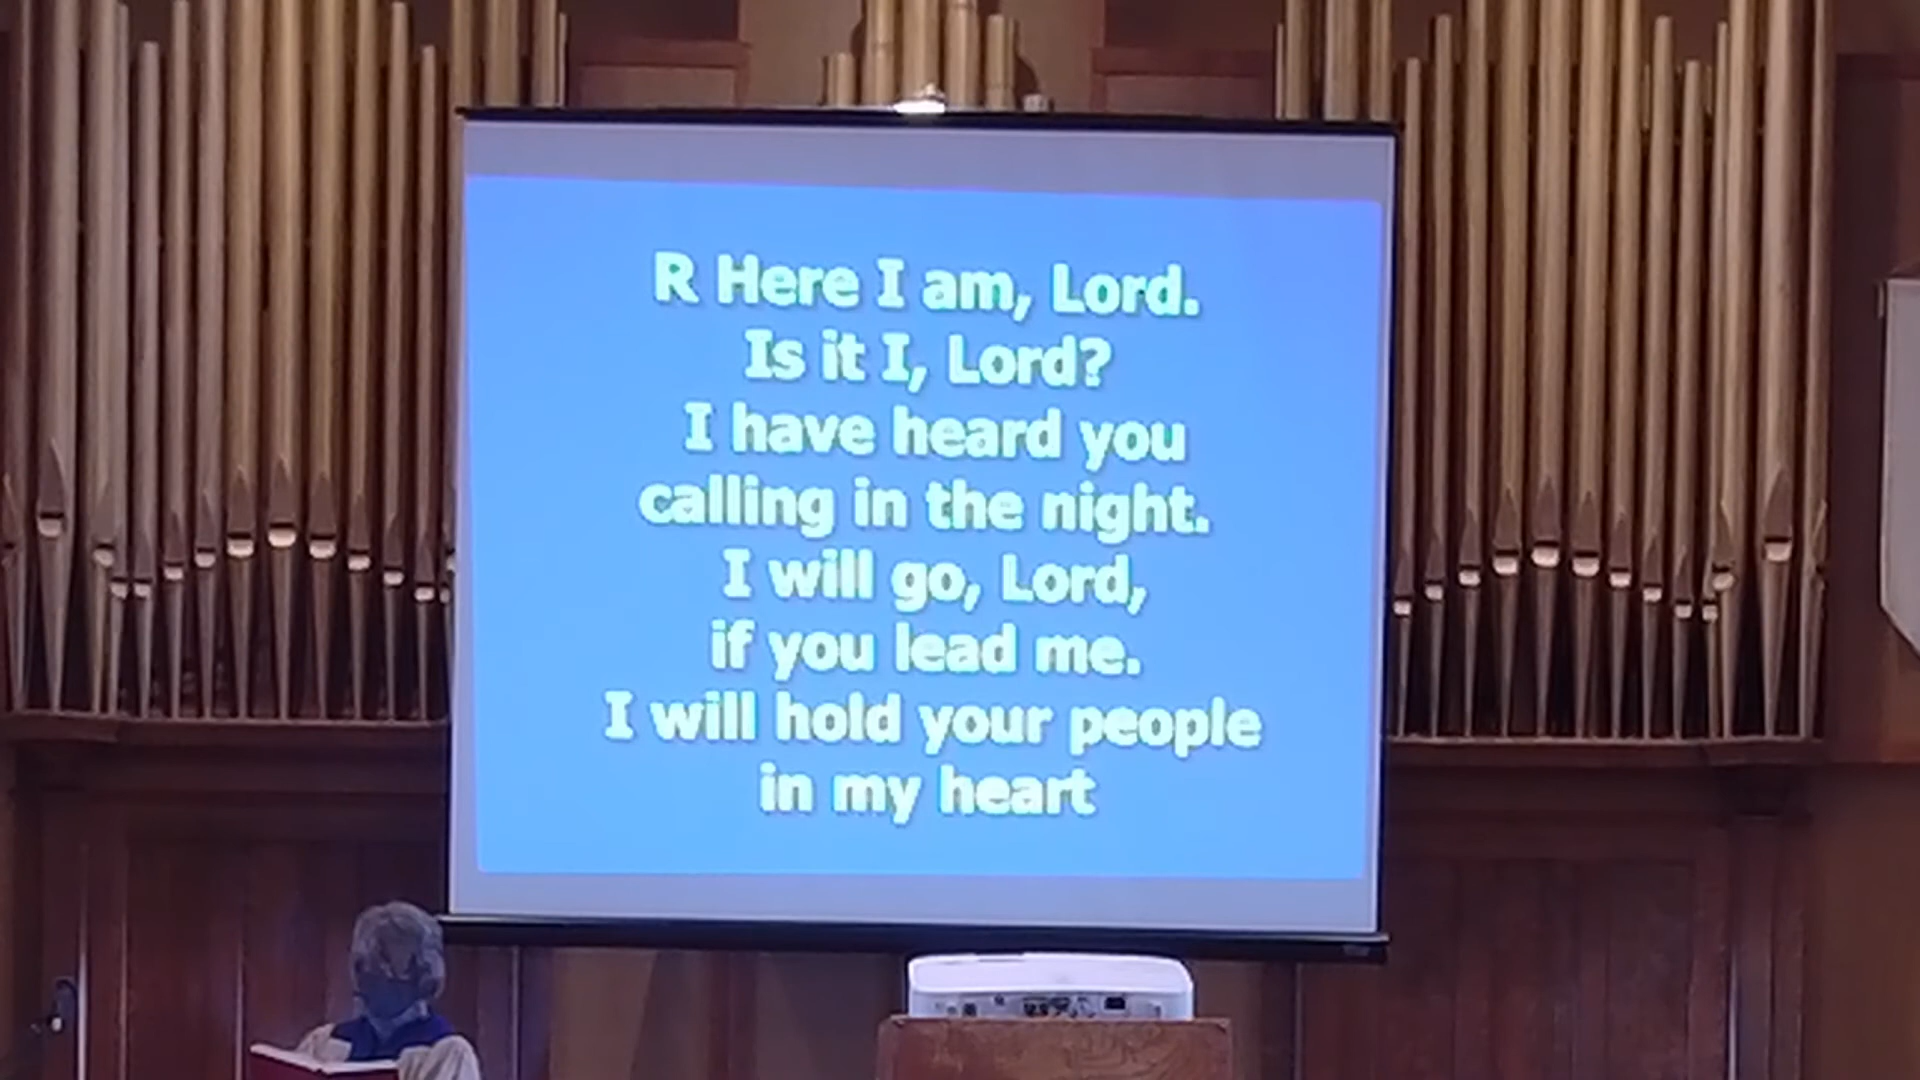 R Here I am, Lord.
Is it I, Lord?
I have heard you
calling in the night.
I will go, Lord,
if you lead me.
I will hold your people
in my heart